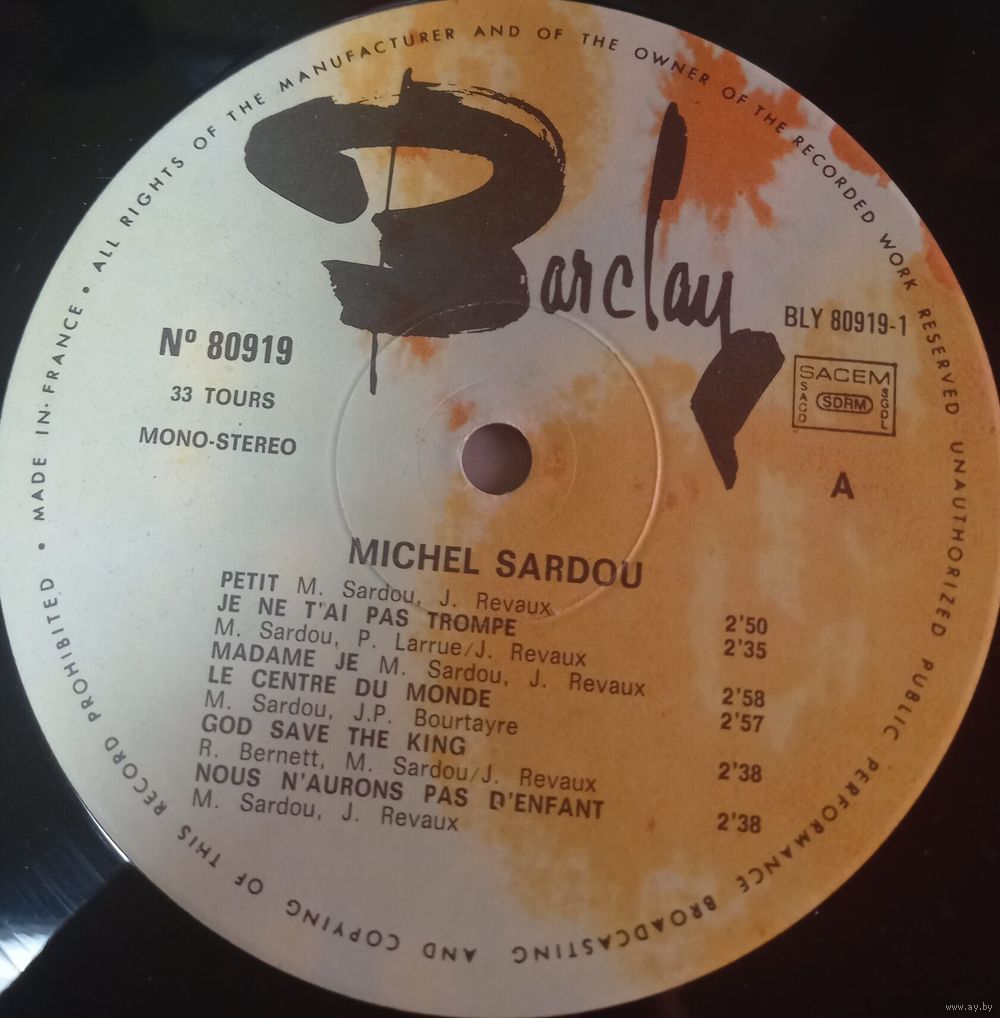 ALL RIGHTS OF THE MANUFACTURER AND OF THE OWNER OF THE RECORDED WORK RESERVED UNAUTHORIZED PUBLIC PERFORMANCE BROADCASTING AND COPYING OF THIS RECORD PROHIBITED • MADE IN FRANCE •
Barclay
BLY 80919-1
Nº 80919
33 TOURS
MONO-STEREO
SACEM
SACD
SDRM
SGDL
A
MICHEL SARDOU
PETIT M. Sardou, J. Revaux 2'50
JE NE T'AI PAS TROMPE 2'35
M. Sardou, P. Larrue/J. Revaux
MADAME JE M. Sardou, J. Revaux 2'58
LE CENTRE DU MONDE 2'57
M. Sardou, J.P. Bourtayre
GOD SAVE THE KING 2'38
R. Bernett, M. Sardou/J. Revaux
NOUS N'AURONS PAS D'ENFANT 2'38
M. Sardou, J. Revaux
www.ay.by